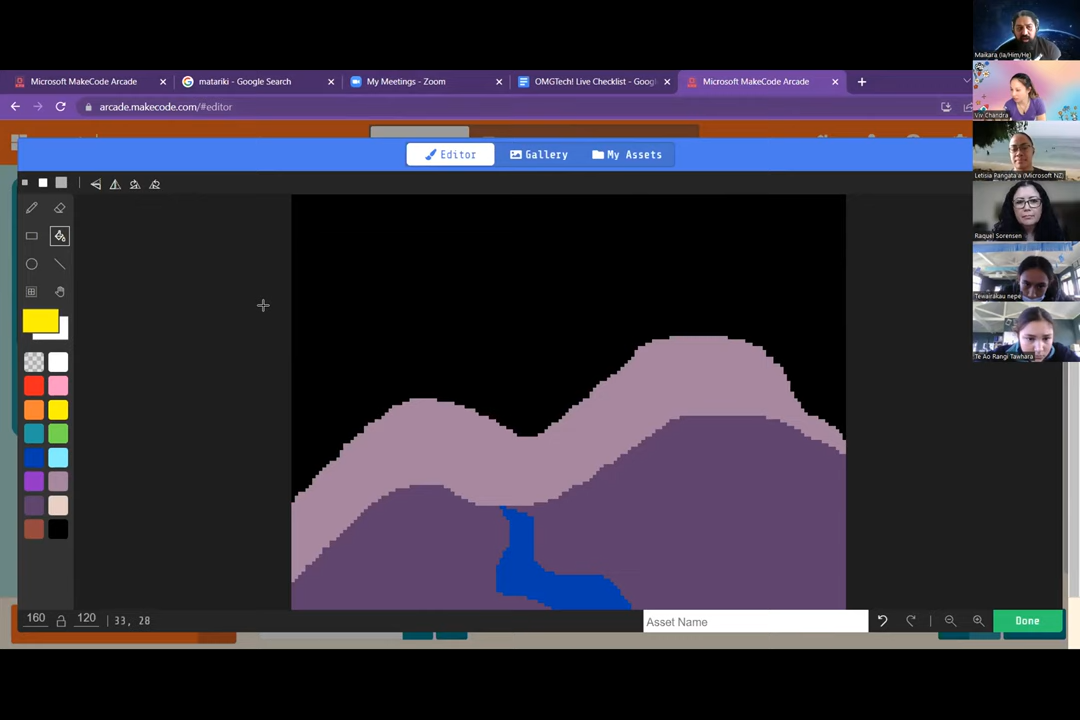 Microsoft MakeCode Arcade
matariki - Google Search
My Meetings - Zoom
OMGTech! Live Checklist - Googl
Microsoft MakeCode Arcade
arcade.makecode.com/#editor
Editor
Gallery
My Assets
160
120
33, 28
Asset Name
Done
Maikara (Ia/Him/He)
Viv Chandra
Letisia Pangata'a (Microsoft NZ)
Raquel Sorensen
Tewairakau nepe
Te Ao Rangi Tawhara